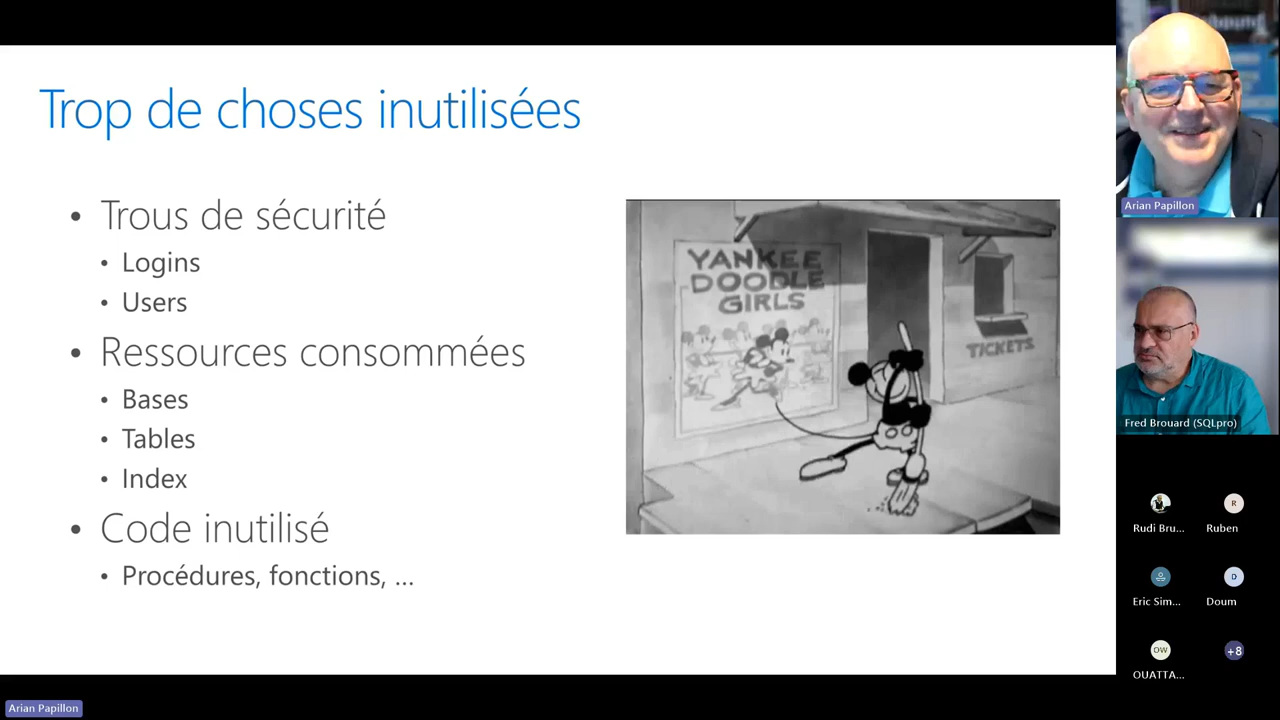 Trop de choses inutilisées
• Trous de sécurité
• Logins
• Users
• Ressources consommées
• Bases
• Tables
• Index
• Code inutilisé
• Procédures, fonctions, ...
YANKEE
DOODLE
GIRLS
TICKETS
Arian Papillon
Fred Brouard (SQLpro)
Rudi Bru...
R
Ruben
Eric Sim...
D
Doum
OW
OUATTA...
+8
Arian Papillon